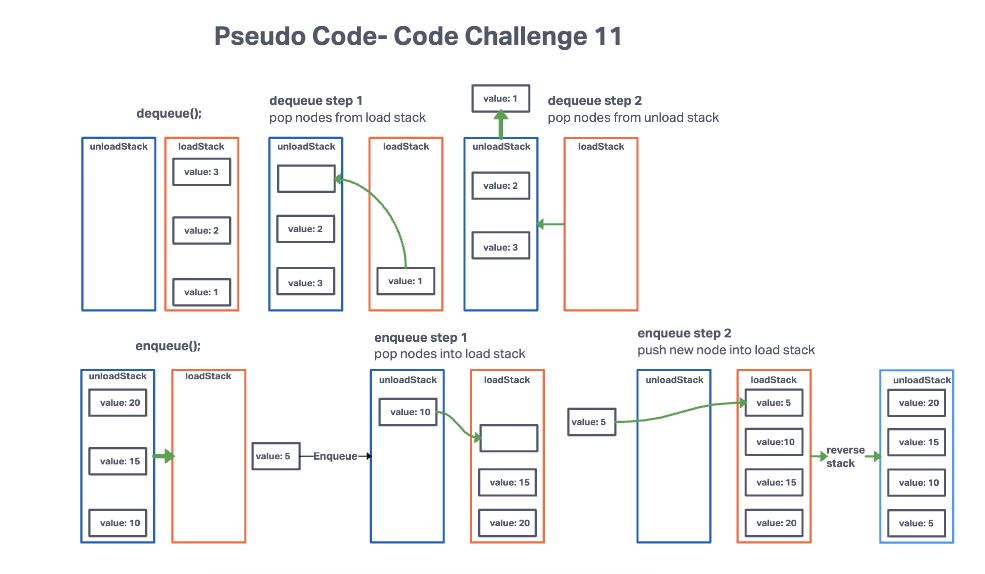 Pseudo Code- Code Challenge 11
dequeue();
unloadStack
loadStack
value: 3
value: 2
value: 1
dequeue step 1
pop nodes from load stack
unloadStack
loadStack
value: 2
value: 3
value: 1
value: 1
dequeue step 2
pop nodes from unload stack
unloadStack
loadStack
value: 2
value: 3
enqueue();
unloadStack
loadStack
value: 20
value: 15
value: 10
value: 5
Enqueue
enqueue step 1
pop nodes into load stack
unloadStack
loadStack
value: 10
value: 15
value: 20
enqueue step 2
push new node into load stack
value: 5
unloadStack
loadStack
value: 5
value:10
value: 15
value: 20
reverse
stack
unloadStack
value: 20
value: 15
value: 10
value: 5